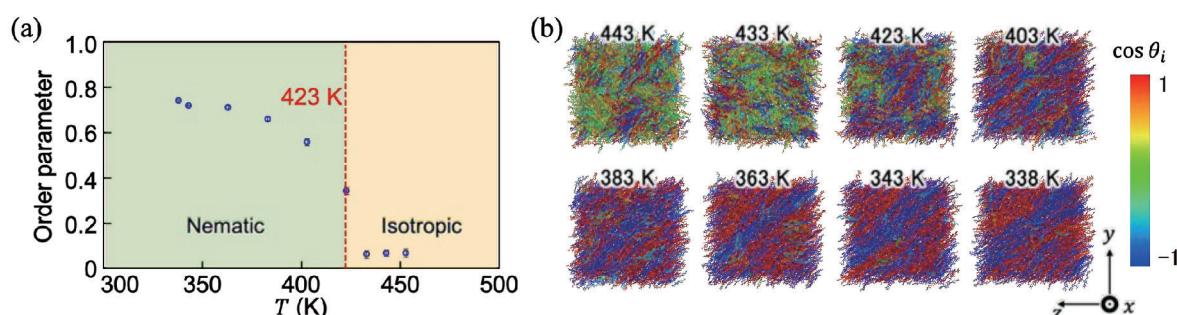 (a)
1.0
0.8
0.6
0.4
0.2
0
Order parameter
423 K
Nematic
Isotropic
300
350
400
450
500
T (K)
(b)
443 K
433 K
423 K
403 K
383 K
363 K
343 K
338 K
cos θi
1
−1
y
z
x